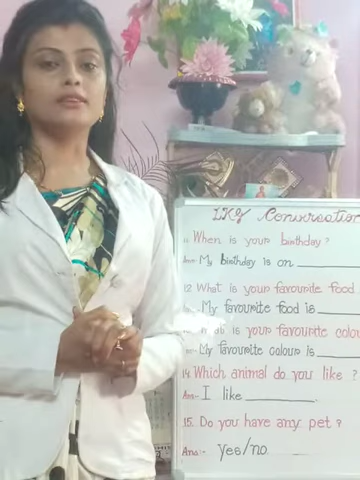 LKG Conversation
11. When is your birthday?
Ans:- My birthday is on
12. What is your favourite food
My favourite food is
is your favourite colou
My favourite colour is
14. Which animal do you like ?
Ans:- I like
15. Do you have any pet ?
Ans:- Yes/no.